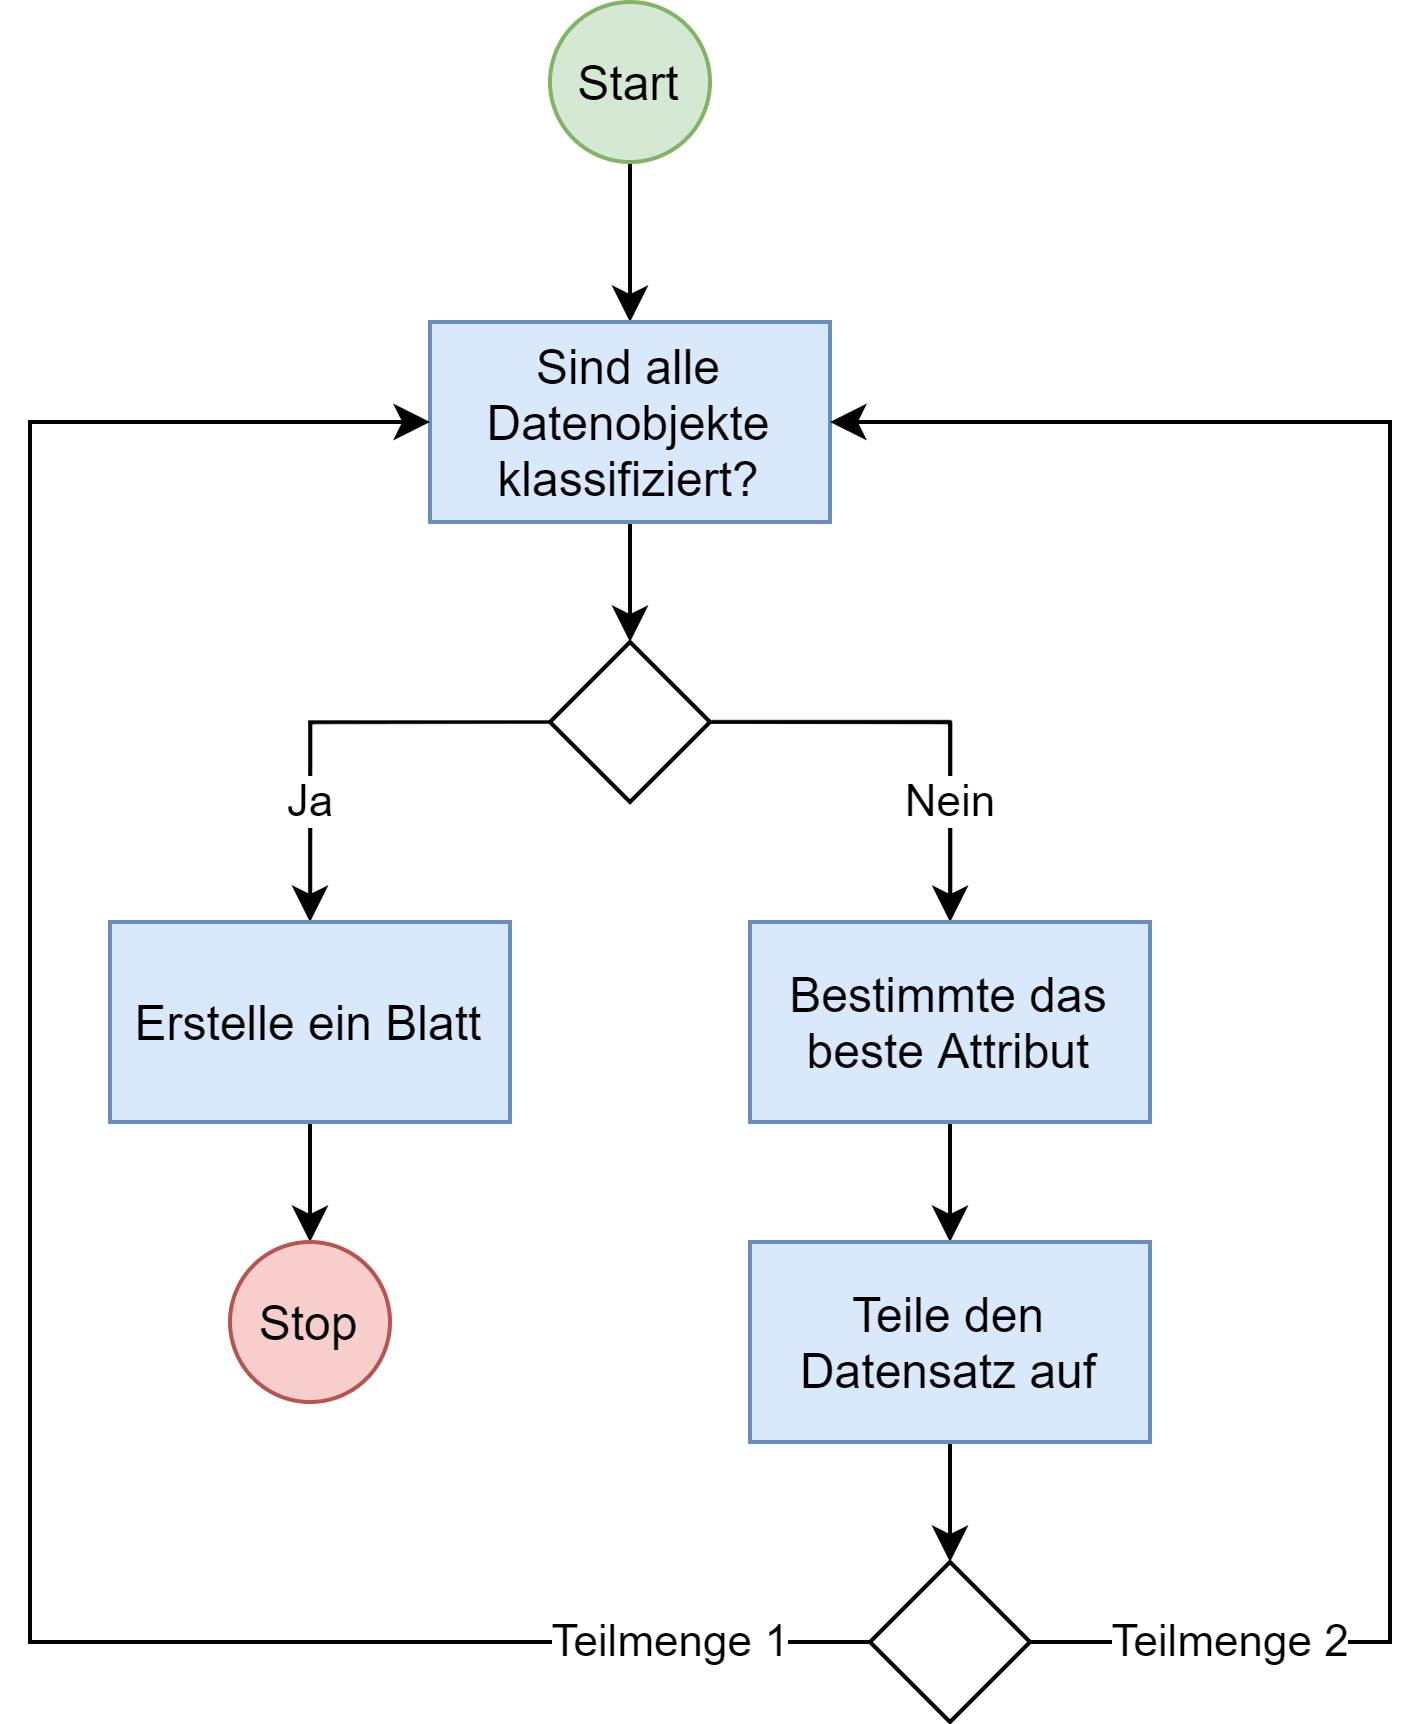 Start
Sind alle
Datenobjekte
klassifiziert?
Ja
Nein
Erstelle ein Blatt
Bestimmte das
beste Attribut
Stop
Teile den
Datensatz auf
Teilmenge 1
Teilmenge 2